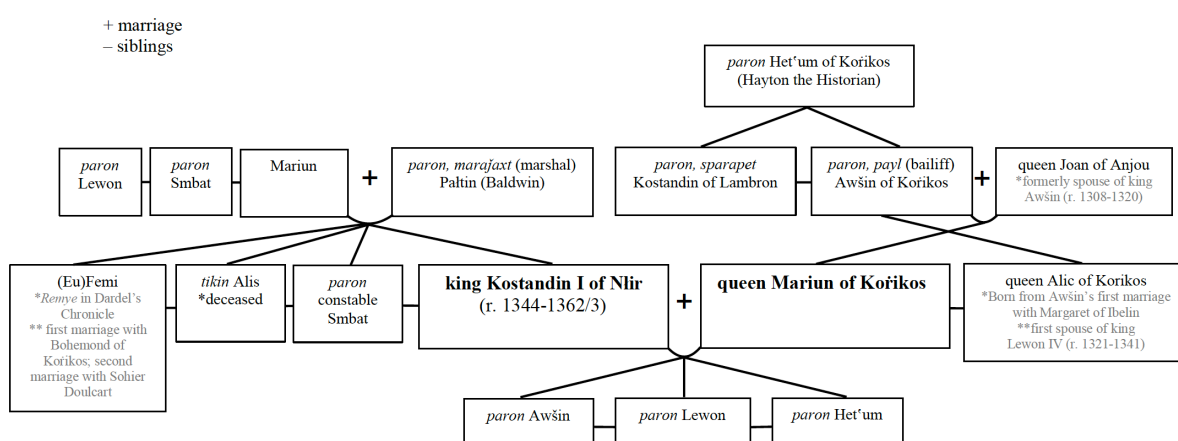 + marriage
– siblings
paron Hetʿum of Koṙikos
(Hayton the Historian)
paron
Lewon
paron
Smbat
Mariun
+
paron, maraǰaxt (marshal)
Pałtin (Baldwin)
paron, sparapet
Kostandin of Lambron
paron, payl (bailiff)
Awšin of Koṙikos
+
queen Joan of Anjou
*formerly spouse of king
Awšin (r. 1308-1320)
(Eu)Femi
*Remye in Dardel's
Chronicle
** first marriage with
Bohemond of
Koṙikos; second
marriage with Sohier
Doulcart
tikin Alis
*deceased
paron
constable
Smbat
king Kostandin I of Nłir
(r. 1344-1362/3)
+
queen Mariun of Koṙikos
queen Alic of Korikos
*Born from Awšin's first marriage
with Margaret of Ibelin
**first spouse of king
Lewon IV (r. 1321-1341)
paron Awšin
paron Lewon
paron Hetʿum